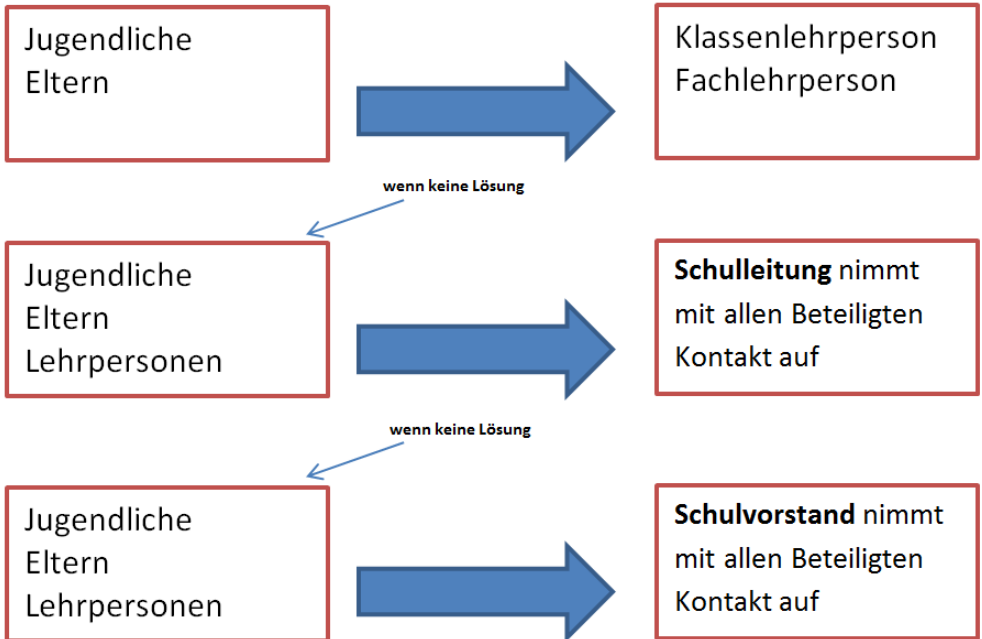 Jugendliche
Eltern
Klassenlehrperson
Fachlehrperson
wenn keine Lösung
Jugendliche
Eltern
Lehrpersonen
Schulleitung nimmt
mit allen Beteiligten
Kontakt auf
wenn keine Lösung
Jugendliche
Eltern
Lehrpersonen
Schulvorstand nimmt
mit allen Beteiligten
Kontakt auf